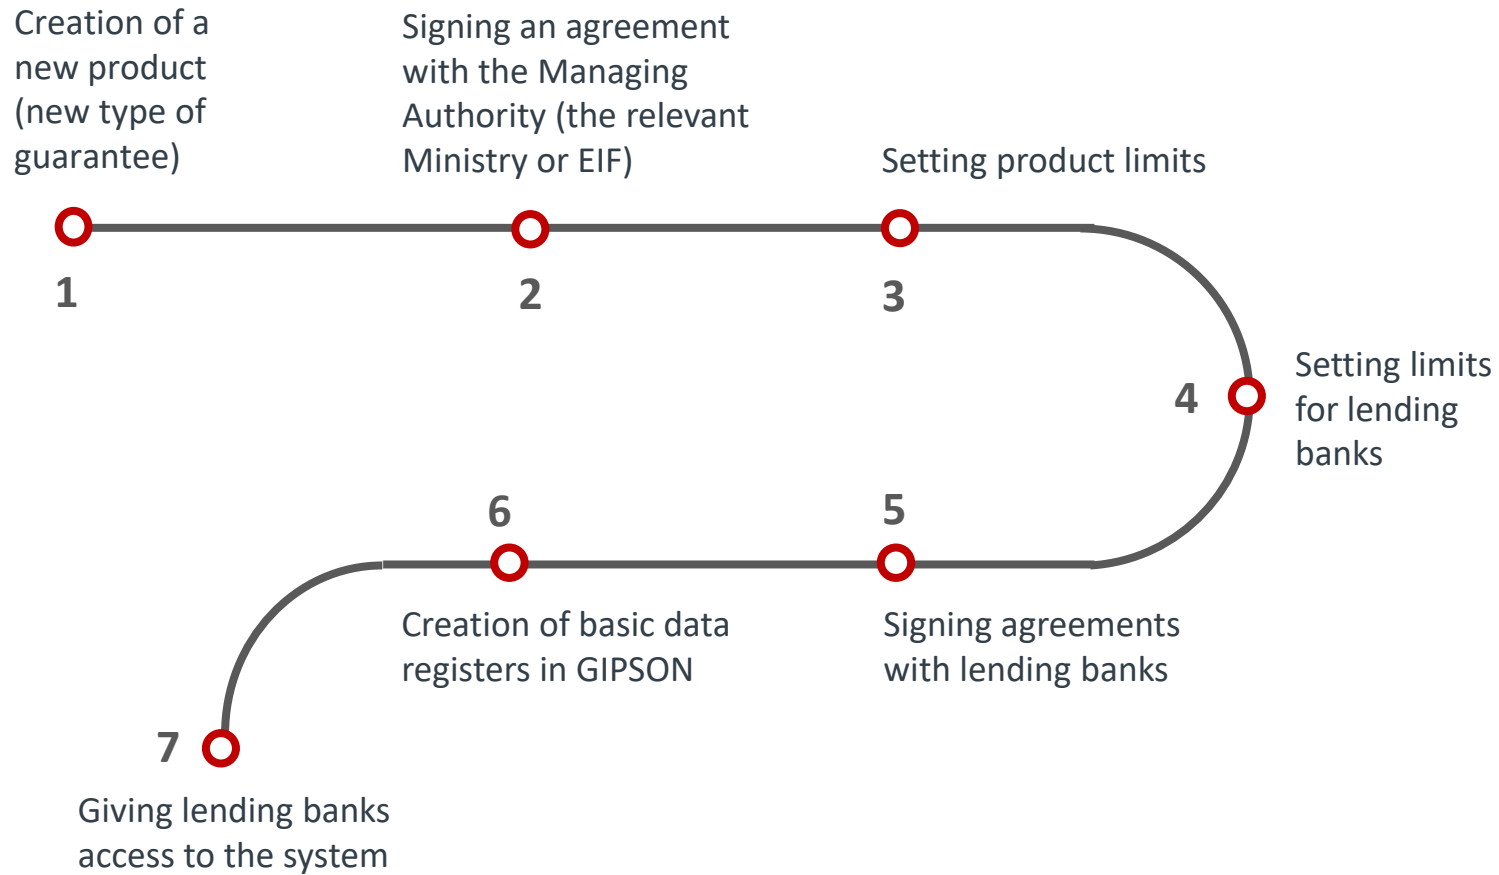 Creation of a
new product
(new type of
guarantee)
1
Signing an agreement
with the Managing
Authority (the relevant
Ministry or EIF)
2
Setting product limits
3
4
Setting limits
for lending
banks
5
Signing agreements
with lending banks
6
Creation of basic data
registers in GIPSON
7
Giving lending banks
access to the system